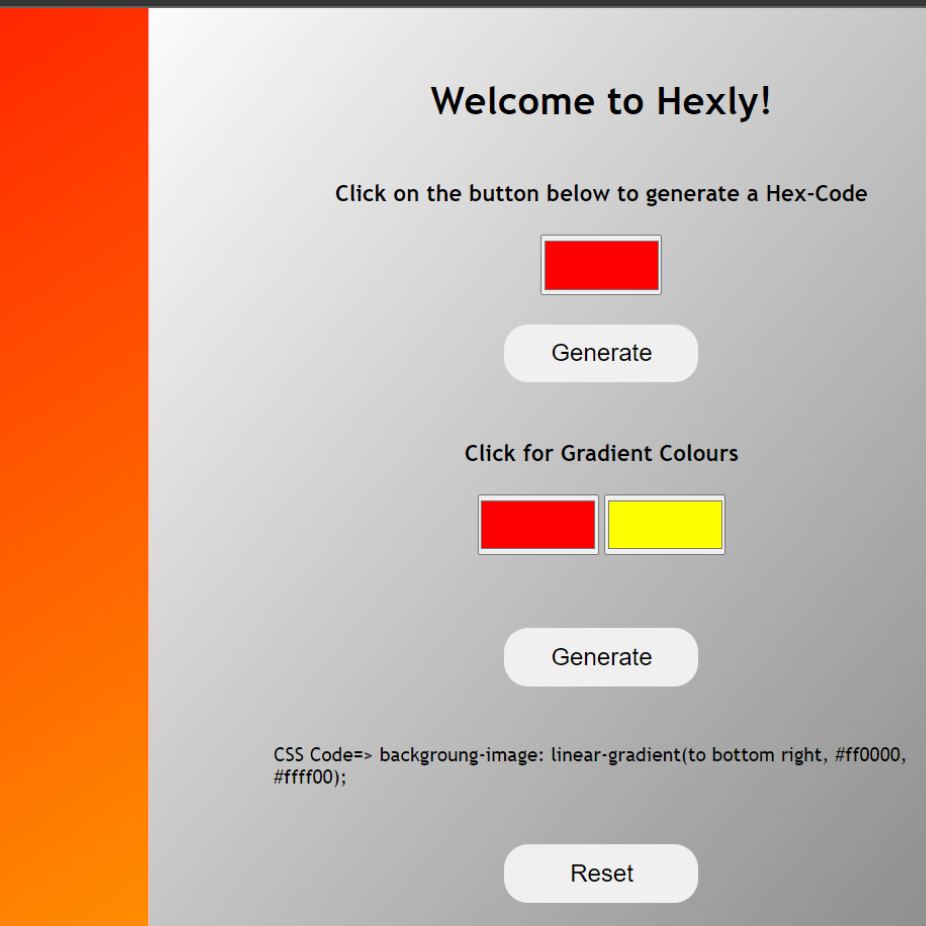 Welcome to Hexly!
Click on the button below to generate a Hex-Code
Generate
Click for Gradient Colours
Generate
CSS Code=> backgroung-image: linear-gradient(to bottom right, #ff0000,
#ffff00);
Reset